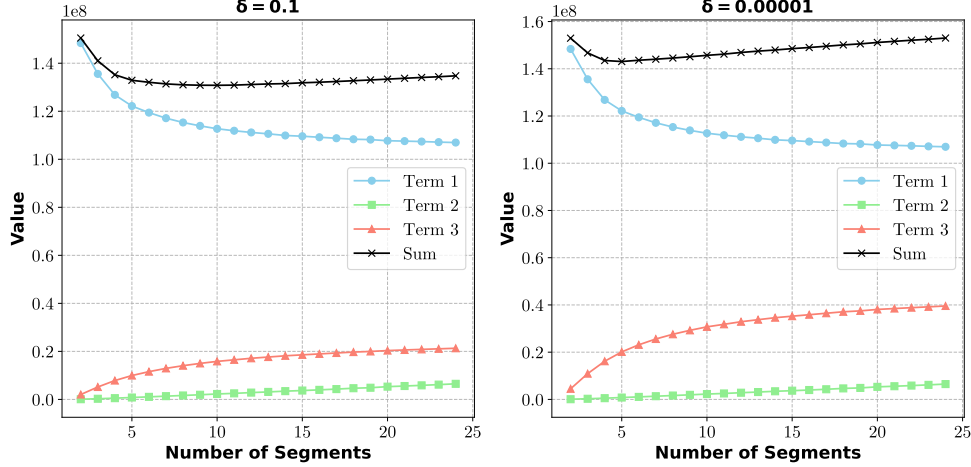 δ = 0.1
1e8
1.4
1.2
1.0
0.8
0.6
0.4
0.2
0.0
Value
Term 1
Term 2
Term 3
Sum
5
10
15
20
25
Number of Segments
δ = 0.00001
1e8
1.6
1.4
1.2
1.0
0.8
0.6
0.4
0.2
0.0
Value
Term 1
Term 2
Term 3
Sum
5
10
15
20
25
Number of Segments